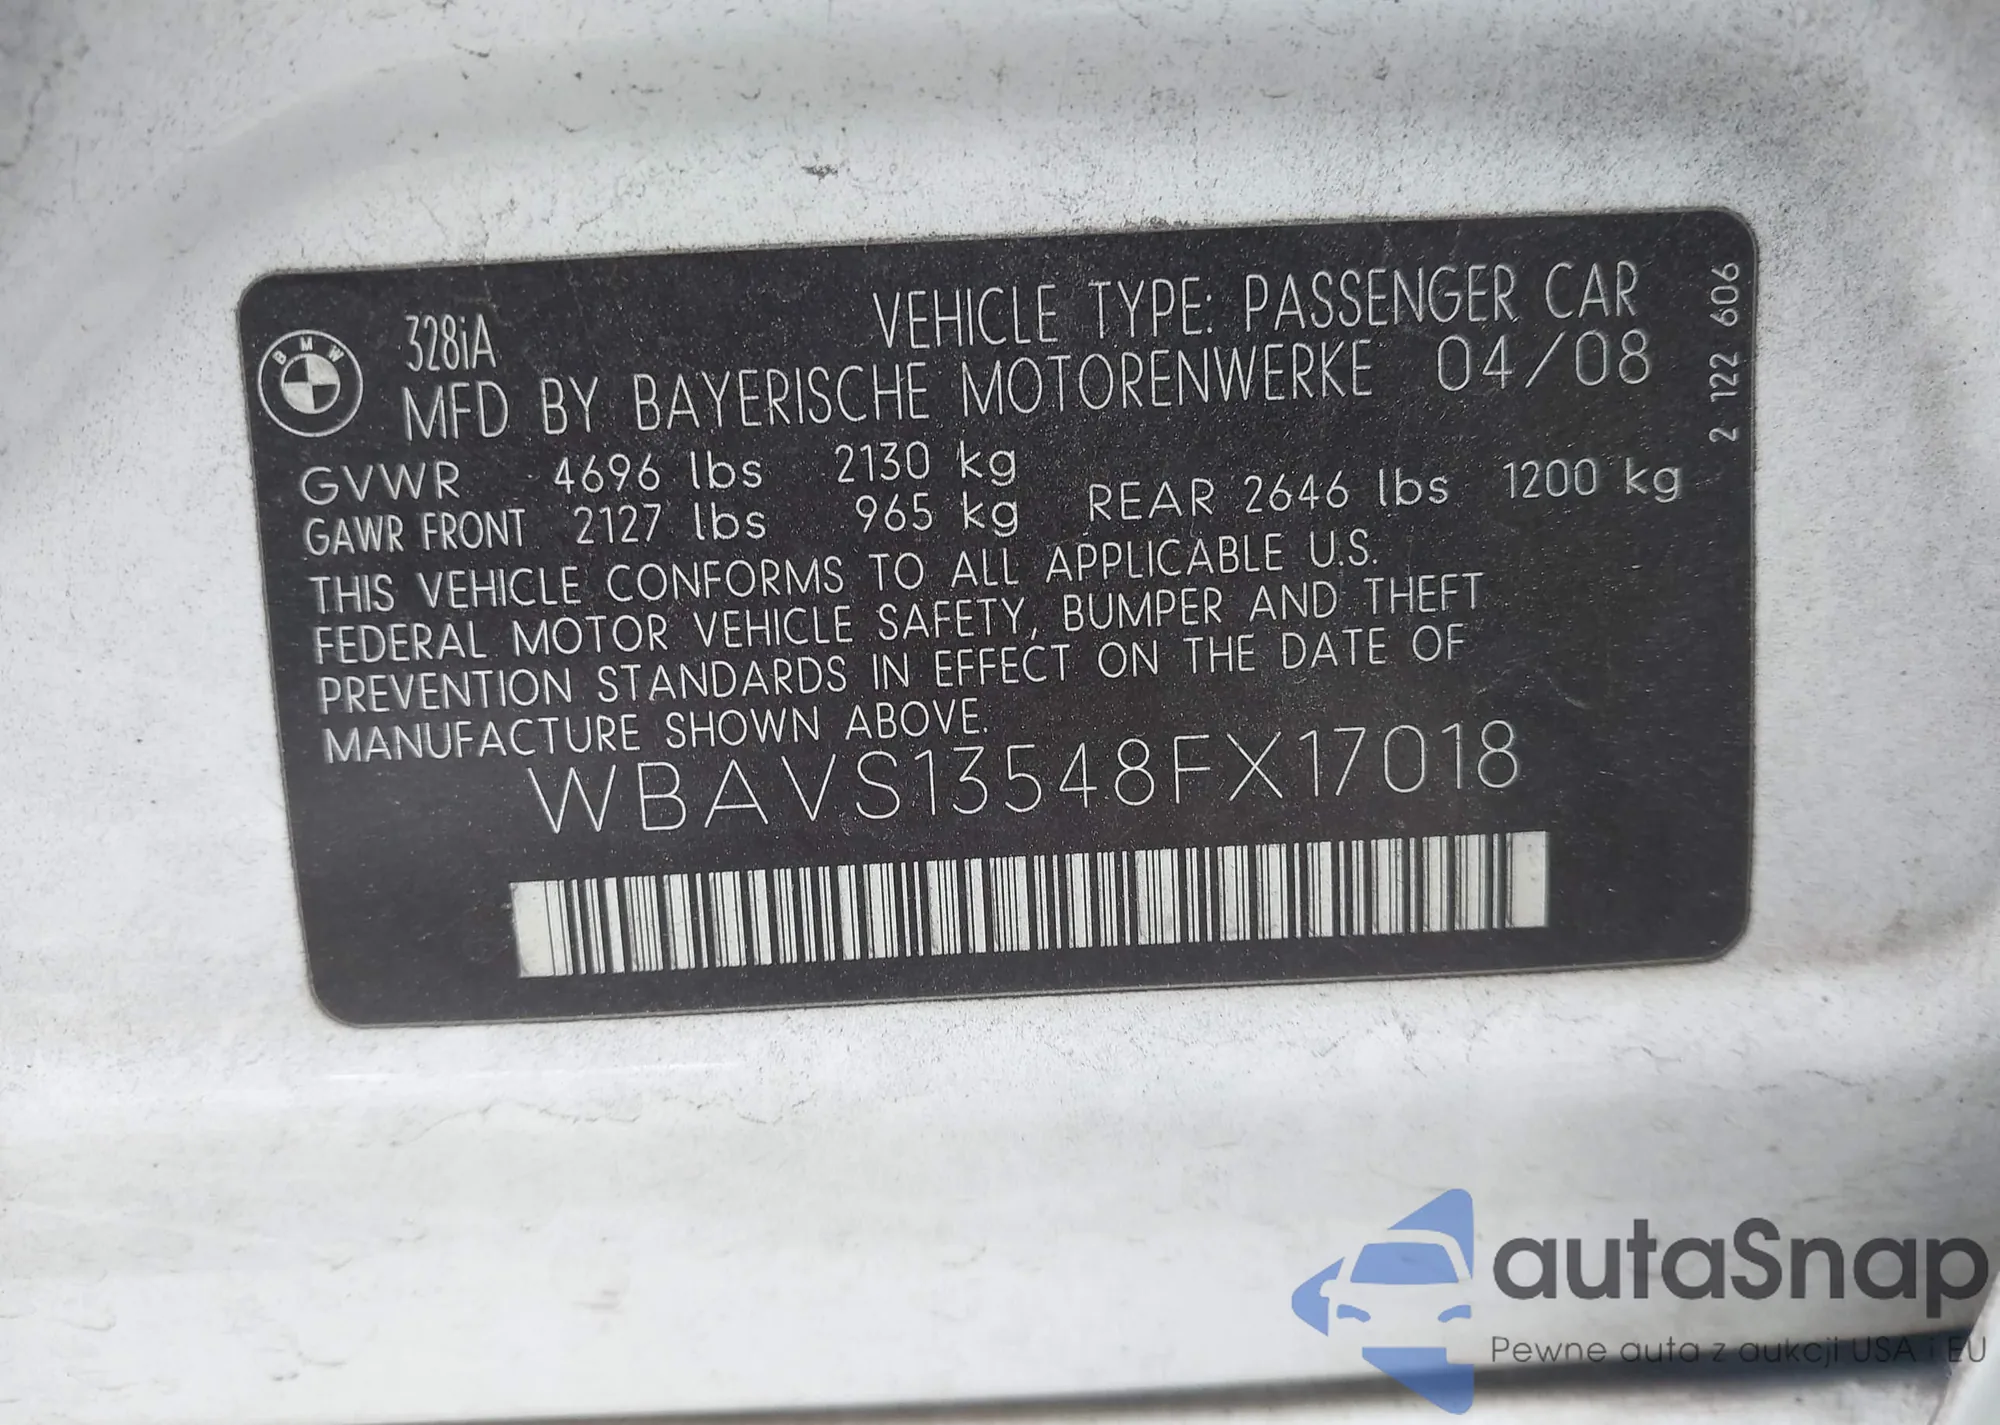 BMW
328iA
VEHICLE TYPE: PASSENGER CAR
MFD BY BAYERISCHE MOTORENWERKE 04/08
GVWR 4696 lbs 2130 kg
GAWR FRONT 2127 lbs 965 kg REAR 2646 lbs 1200 kg
THIS VEHICLE CONFORMS TO ALL APPLICABLE U.S.
FEDERAL MOTOR VEHICLE SAFETY, BUMPER AND THEFT
PREVENTION STANDARDS IN EFFECT ON THE DATE OF
MANUFACTURE SHOWN ABOVE.
WBAVS13548FX17018
2 122 606
autaSnap
Pewne auta z aukcji USA i EU